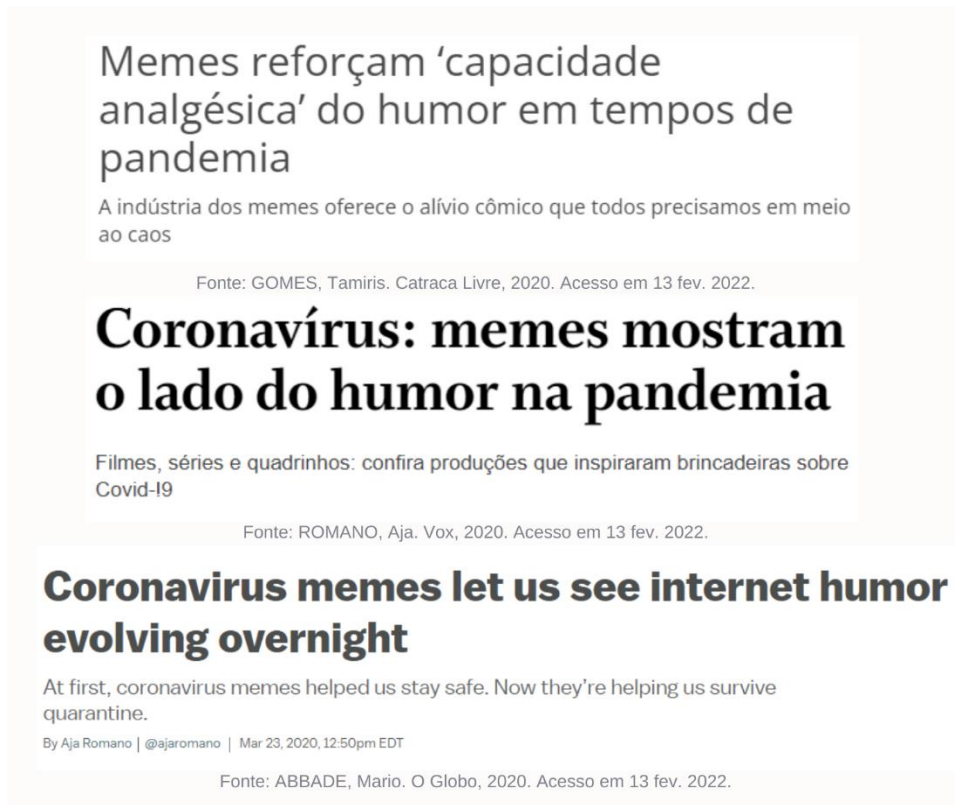 Memes reforçam ‘capacidade
analgésica’ do humor em tempos de
pandemia
A indústria dos memes oferece o alívio cômico que todos precisamos em meio
ao caos
Fonte: GOMES, Tamiris. Catraca Livre, 2020. Acesso em 13 fev. 2022.
Coronavírus: memes mostram
o lado do humor na pandemia
Filmes, séries e quadrinhos: confira produções que inspiraram brincadeiras sobre
Covid-!9
Fonte: ROMANO, Aja. Vox, 2020. Acesso em 13 fev. 2022.
Coronavirus memes let us see internet humor
evolving overnight
At first, coronavirus memes helped us stay safe. Now they’re helping us survive
quarantine.
By Aja Romano | @ajaromano | Mar 23, 2020, 12:50pm EDT
Fonte: ABBADE, Mario. O Globo, 2020. Acesso em 13 fev. 2022.